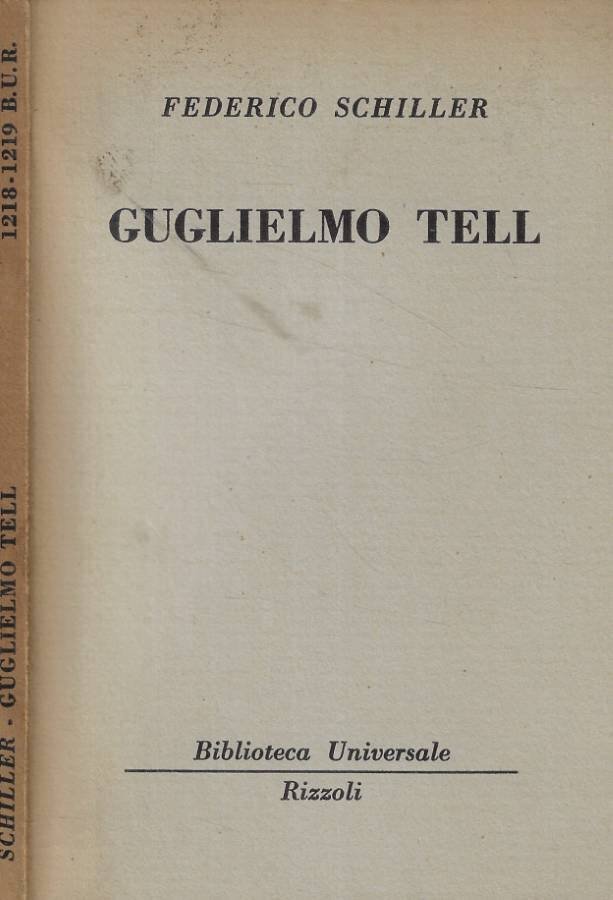 FEDERICO SCHILLER
GUGLIELMO TELL
Biblioteca Universale
Rizzoli
SCHILLER - GUGLIELMO TELL 1218-1219 B.U.R.